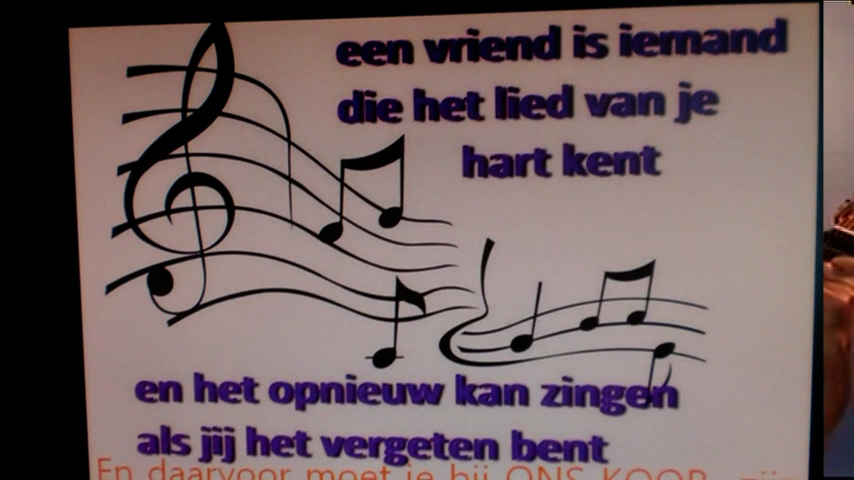 een vriend is iemand
die het lied van je
hart kent
en het opnieuw kan zingen
als jij het vergeten bent
En daarvoor moet je bij ONS KOOR zijn